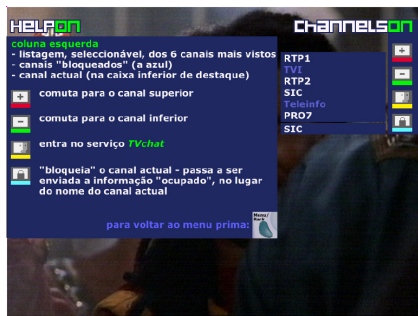 HELPON
coluna esquerda
- listagem, seleccionável, dos 6 canais mais vistos
- canais "bloqueados" (a azul)
- canal actual (na caixa inferior de destaque)
comuta para o canal superior
comuta para o canal inferior
entra no serviço TVchat
"bloqueia" o canal actual - passa a ser
enviada a informação "ocupado", no lugar
do nome do canal actual
para voltar ao menu prima:
Menu/
Back
CHANNELSON
RTP1
TVI
RTP2
SIC
Teleinfo
PRO7
SIC